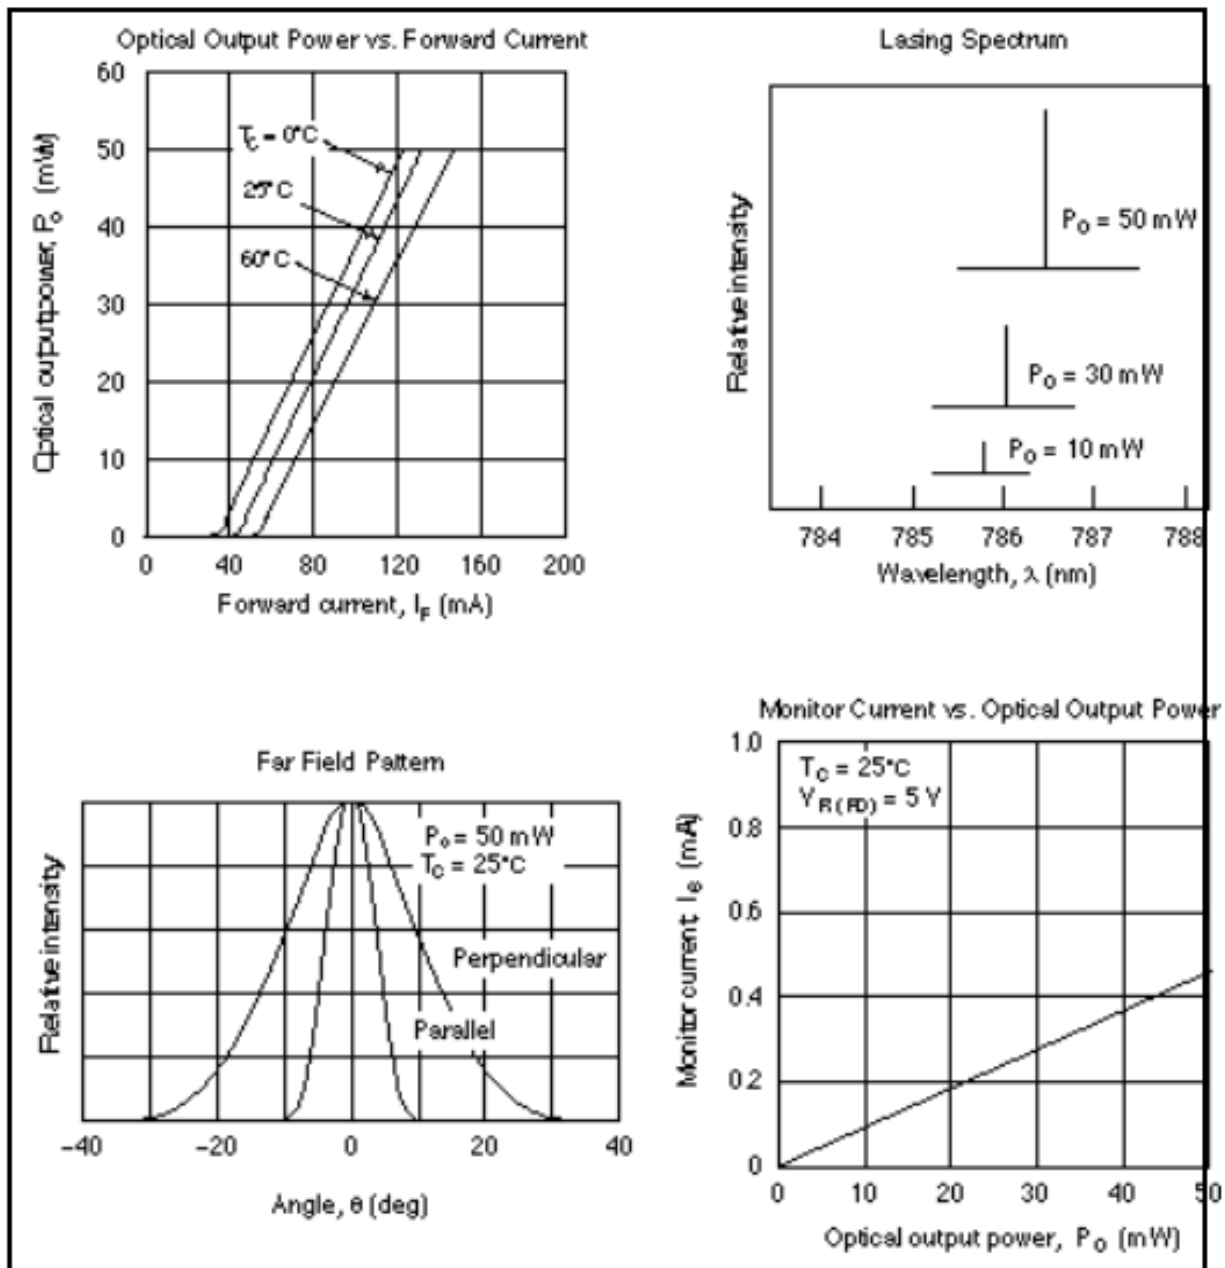 Optical Output Power vs. Forward Current
60
50
40
30
20
10
0
Optical output power, Po (mW)
Tc = 0°C
25°C
60°C
0 40 80 120 160 200
Forward current, IF (mA)
Lasing Spectrum
Relative intensity
Po = 50 mW
Po = 30 mW
Po = 10 mW
784 785 786 787 788
Wavelength, λ (nm)
Far Field Pattern
Relative intensity
Po = 50 mW
Tc = 25°C
Perpendicular
Parallel
−40 −20 0 20 40
Angle, θ (deg)
Monitor Current vs. Optical Output Power
1.0
0.8
0.6
0.4
0.2
0
Monitor current Is (mA)
TC = 25°C
VR(PD) = 5 V
0 10 20 30 40 50
Optical output power, PO (mW)